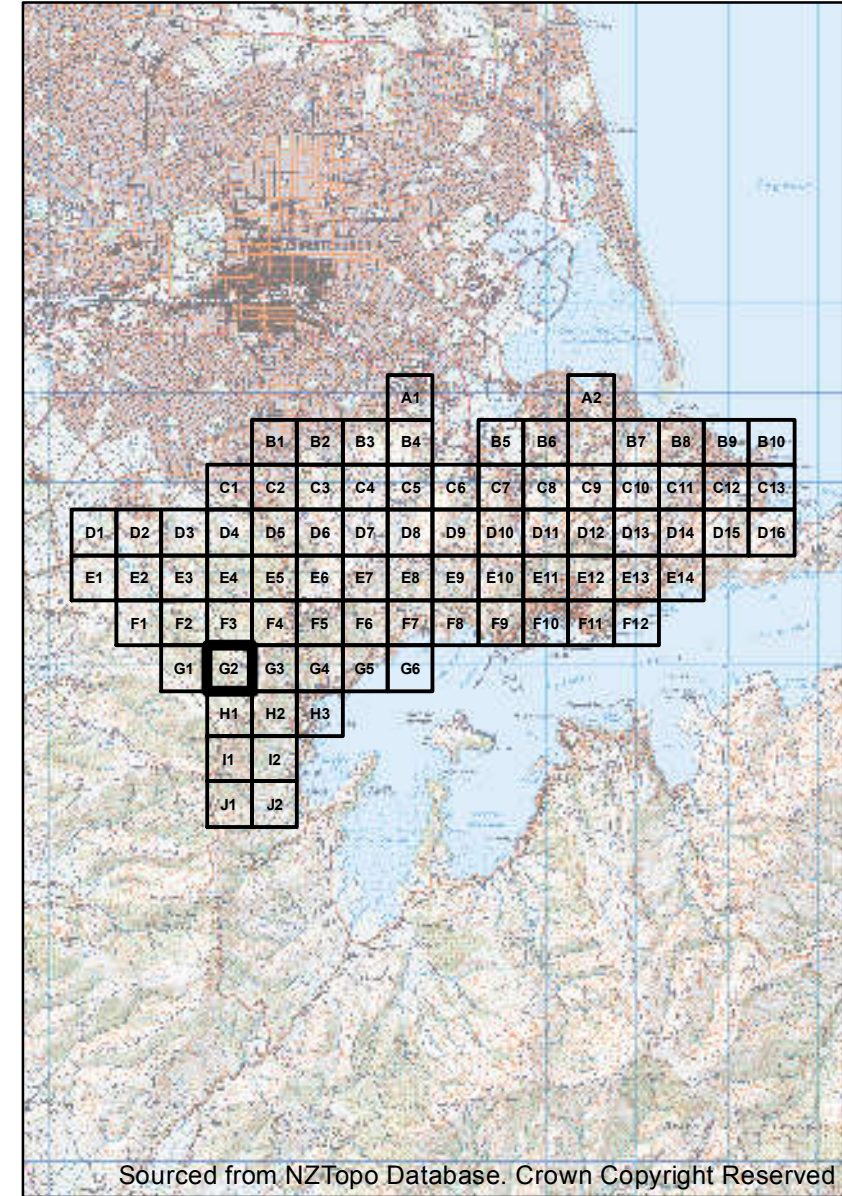 A1 A2
B1 B2 B3 B4 B5 B6 B7 B8 B9 B10
C1 C2 C3 C4 C5 C6 C7 C8 C9 C10 C11 C12 C13
D1 D2 D3 D4 D5 D6 D7 D8 D9 D10 D11 D12 D13 D14 D15 D16
E1 E2 E3 E4 E5 E6 E7 E8 E9 E10 E11 E12 E13 E14
F1 F2 F3 F4 F5 F6 F7 F8 F9 F10 F11 F12
G1 G2 G3 G4 G5 G6
H1 H2 H3
I1 I2
J1 J2
Sourced from NZTopo Database. Crown Copyright Reserved